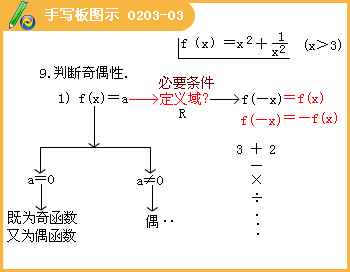 手写板图示 0203-03
f(x)=x²+1/x² (x>3)
9.判断奇偶性.
必要条件
1) f(x)=a → 定义域? → f(-x)=f(x)
R
f(-x)=-f(x)
3 + 2
−
×
÷
⋮
a=0
a≠0
既为奇函数
又为偶函数
偶··